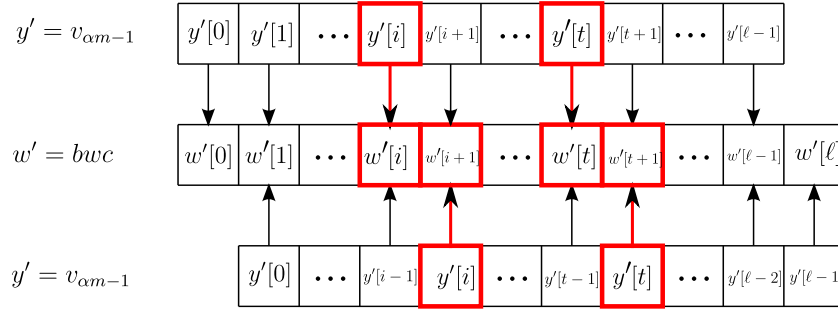 y′ = v_{αm−1} y′[0] y′[1] ⋯ y′[i] y′[i+1] ⋯ y′[t] y′[t+1] ⋯ y′[ℓ−1]
w′ = bwc w′[0] w′[1] ⋯ w′[i] w′[i+1] ⋯ w′[t] w′[t+1] ⋯ w′[ℓ−1] w′[ℓ]
y′ = v_{αm−1} y′[0] ⋯ y′[i−1] y′[i] ⋯ y′[t−1] y′[t] ⋯ y′[ℓ−2] y′[ℓ−1]